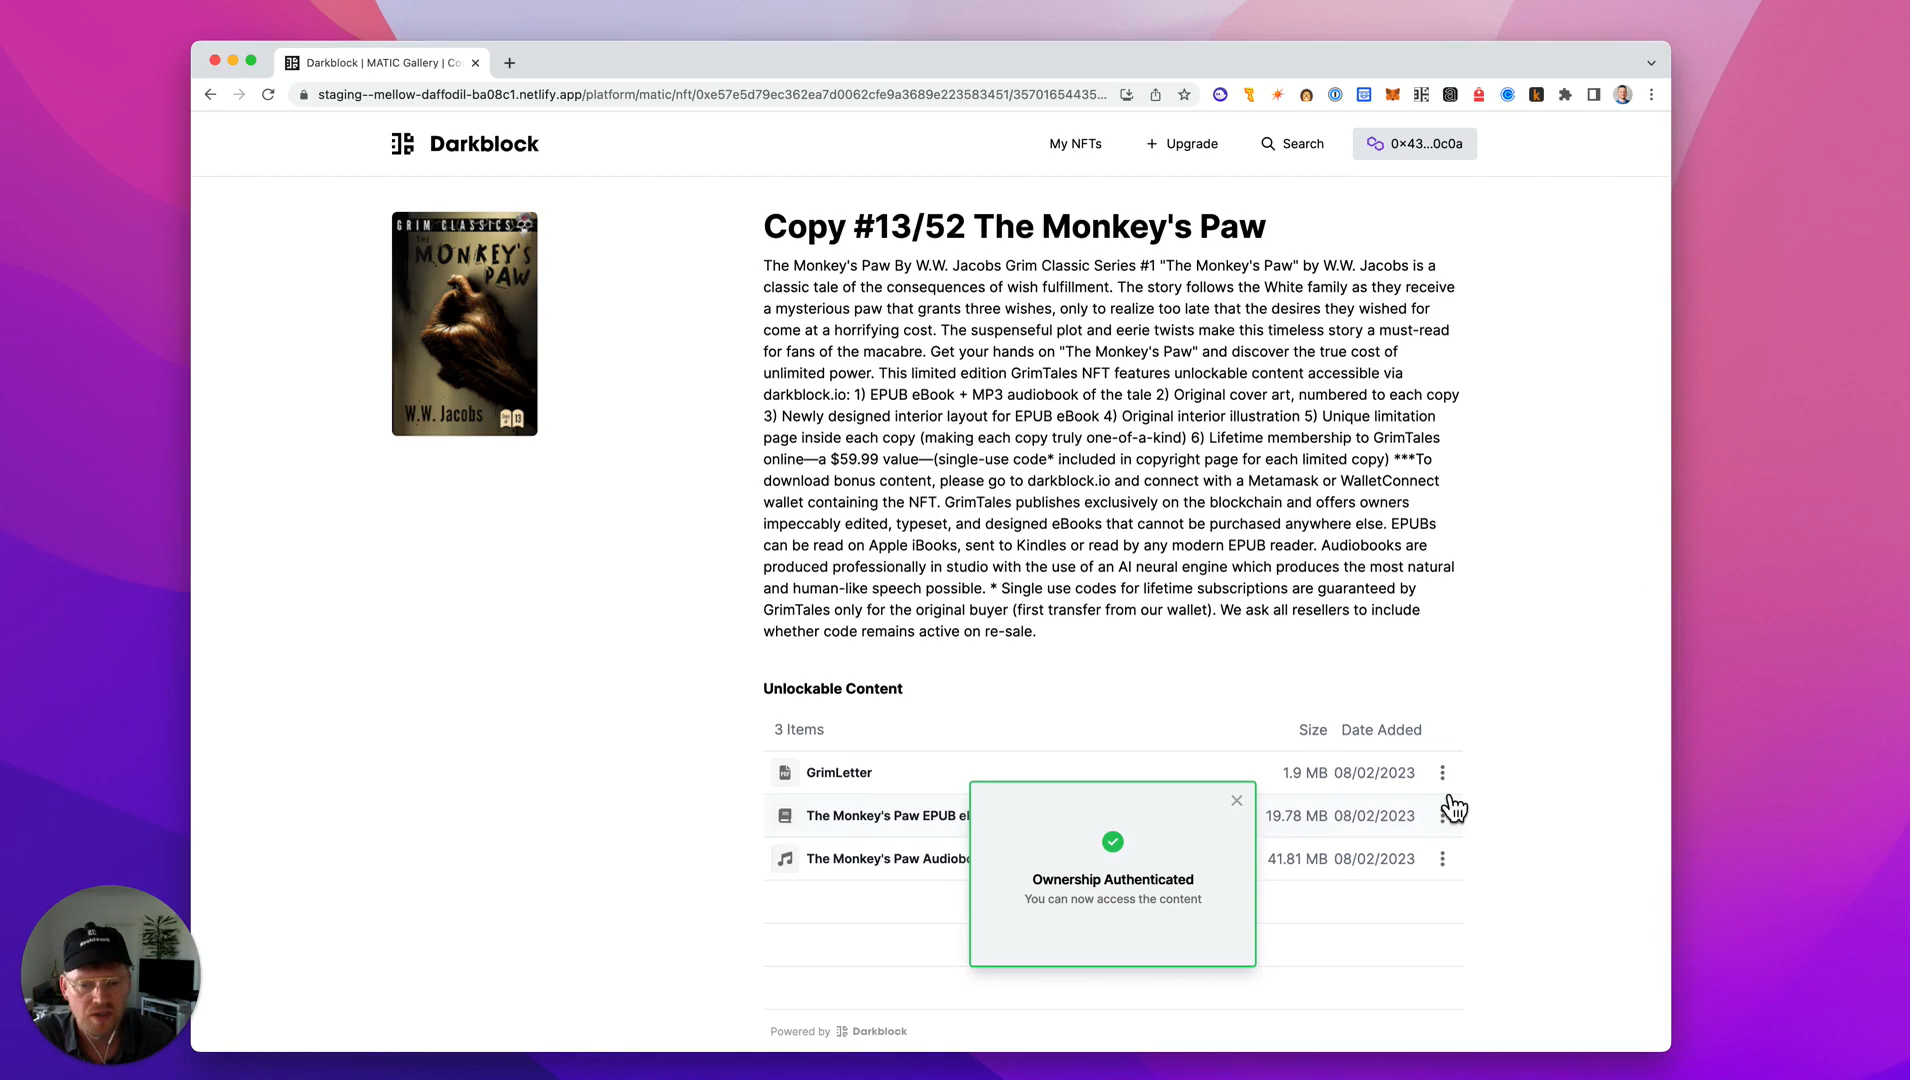 Darkblock | MATIC Gallery | Co
staging--mellow-daffodil-ba08c1.netlify.app/platform/matic/nft/0xe57e5d79ec362ea7d0062cfe9a3689e223583451/35701654435...
Darkblock
My NFTs
+ Upgrade
Search
0×43...0c0a
GRIM CLASSICS
THE
MONKEY'S
PAW
W.W. Jacobs
13
Copy #13/52 The Monkey's Paw
The Monkey's Paw By W.W. Jacobs Grim Classic Series #1 "The Monkey's Paw" by W.W. Jacobs is a
classic tale of the consequences of wish fulfillment. The story follows the White family as they receive
a mysterious paw that grants three wishes, only to realize too late that the desires they wished for
come at a horrifying cost. The suspenseful plot and eerie twists make this timeless story a must-read
for fans of the macabre. Get your hands on "The Monkey's Paw" and discover the true cost of
unlimited power. This limited edition GrimTales NFT features unlockable content accessible via
darkblock.io: 1) EPUB eBook + MP3 audiobook of the tale 2) Original cover art, numbered to each copy
3) Newly designed interior layout for EPUB eBook 4) Original interior illustration 5) Unique limitation
page inside each copy (making each copy truly one-of-a-kind) 6) Lifetime membership to GrimTales
online—a $59.99 value—(single-use code* included in copyright page for each limited copy) ***To
download bonus content, please go to darkblock.io and connect with a Metamask or WalletConnect
wallet containing the NFT. GrimTales publishes exclusively on the blockchain and offers owners
impeccably edited, typeset, and designed eBooks that cannot be purchased anywhere else. EPUBs
can be read on Apple iBooks, sent to Kindles or read by any modern EPUB reader. Audiobooks are
produced professionally in studio with the use of an AI neural engine which produces the most natural
and human-like speech possible. * Single use codes for lifetime subscriptions are guaranteed by
GrimTales only for the original buyer (first transfer from our wallet). We ask all resellers to include
whether code remains active on re-sale.
Unlockable Content
3 Items Size Date Added
GrimLetter 1.9 MB 08/02/2023
The Monkey's Paw EPUB 19.78 MB 08/02/2023
The Monkey's Paw Audiobo 41.81 MB 08/02/2023
Ownership Authenticated
You can now access the content
Powered by Darkblock